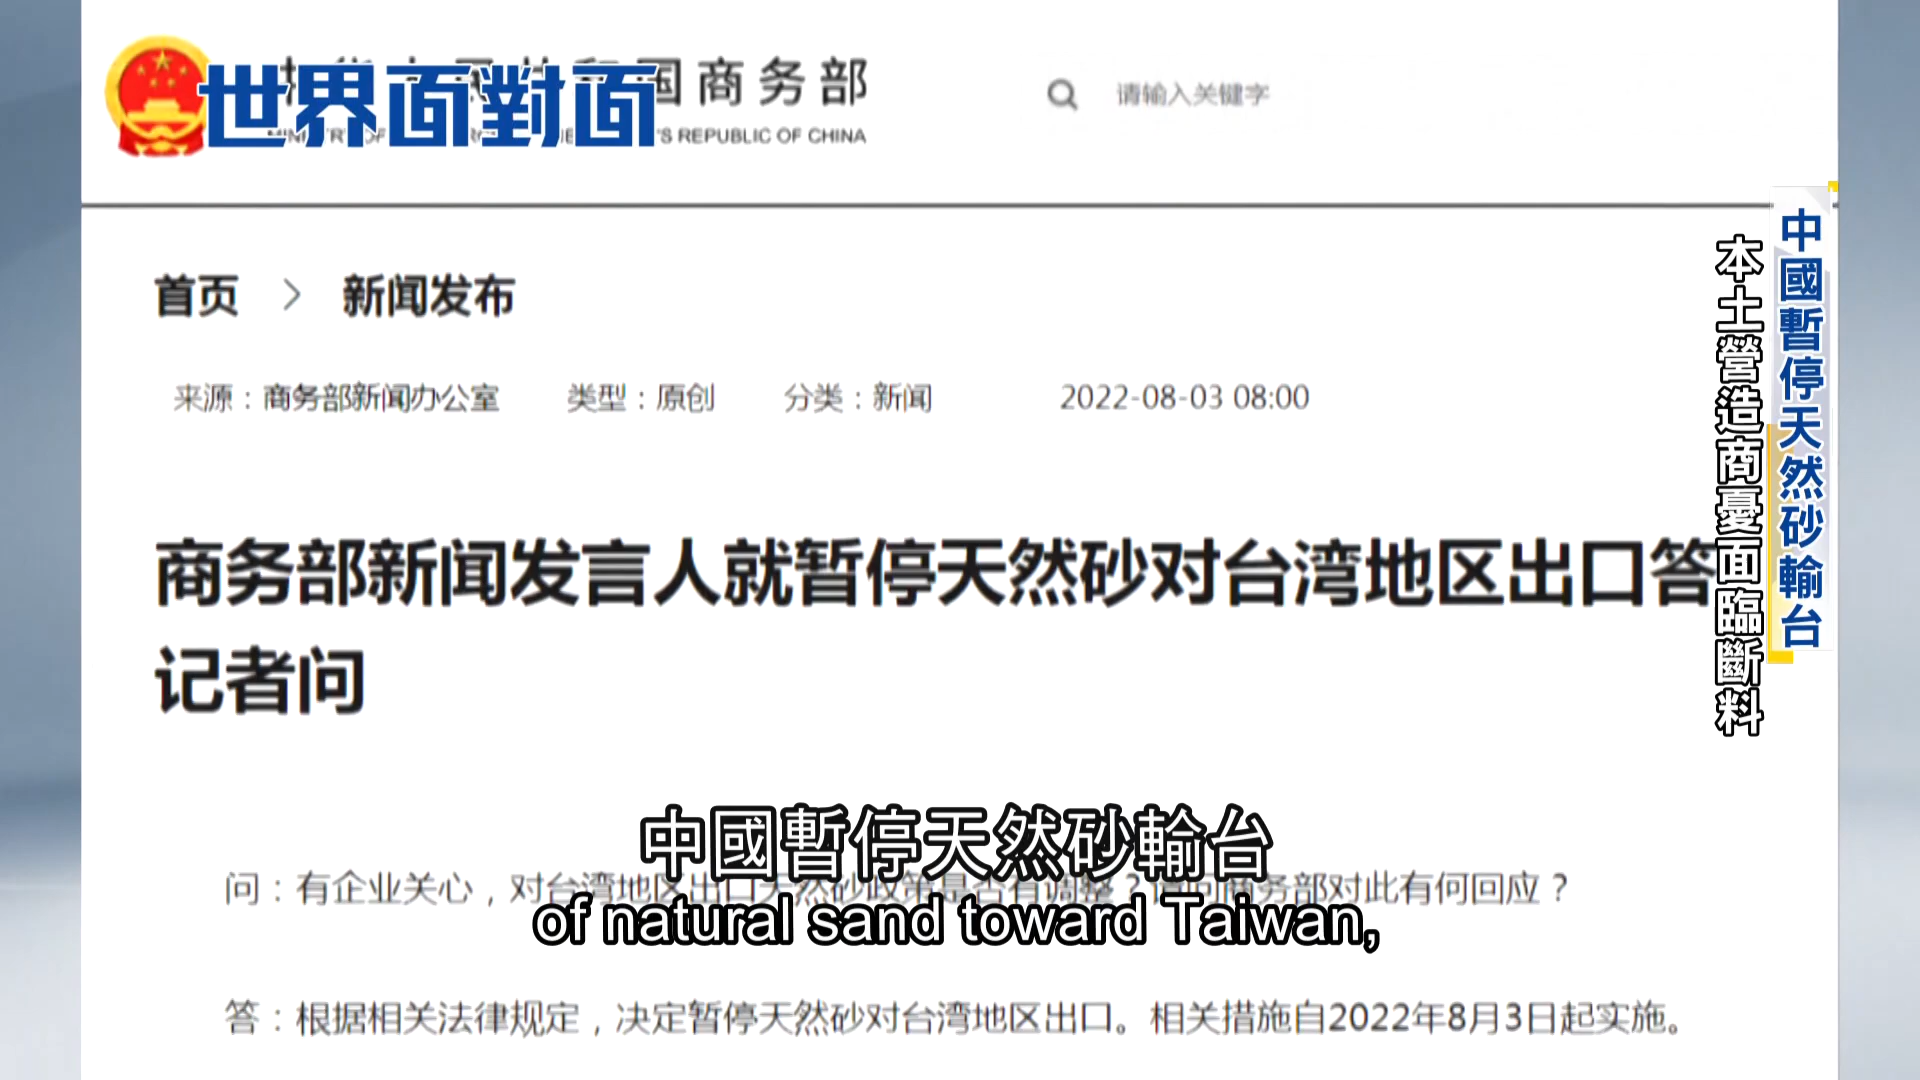 世界面對面
国商务部
'S REPUBLIC OF CHINA
请输入关键字
首页 > 新闻发布
来源：商务部新闻办公室 类型：原创 分类：新闻 2022-08-03 08:00
商务部新闻发言人就暂停天然砂对台湾地区出口答
记者问
中國暫停天然砂輸台
本土營造商憂面臨斷料
中國暫停天然砂輸台
问：有企业关心，对台湾地区出口天然砂政策是否有调整？请问商务部对此有何回应？
of natural sand toward Taiwan,
答：根据相关法律规定，决定暂停天然砂对台湾地区出口。相关措施自2022年8月3日起实施。